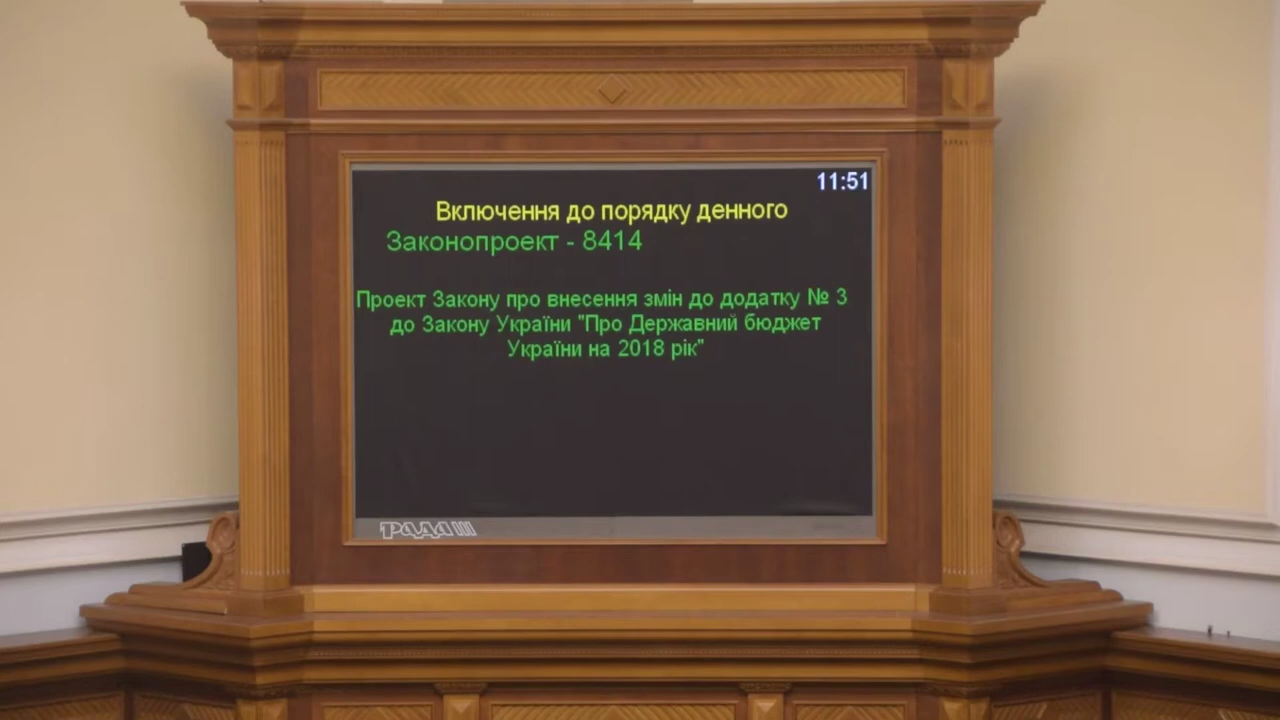 11:51
Включення до порядку денного
Законопроект - 8414
Проект Закону про внесення змін до додатку № 3
до Закону України "Про Державний бюджет
України на 2018 рік"
РАДА III